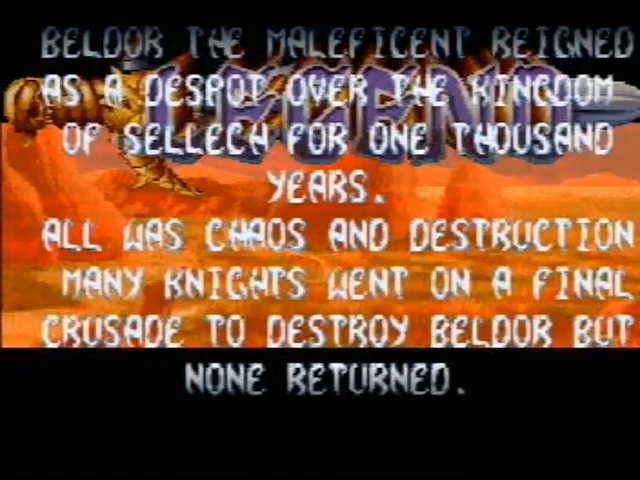 BELDOR THE MALEFICENT REIGNED
AS A DESPOT OVER THE KINGDOM
OF SELLECH FOR ONE THOUSAND
YEARS.
ALL WAS CHAOS AND DESTRUCTION
MANY KNIGHTS WENT ON A FINAL
CRUSADE TO DESTROY BELDOR BUT
NONE RETURNED.
LEGEND